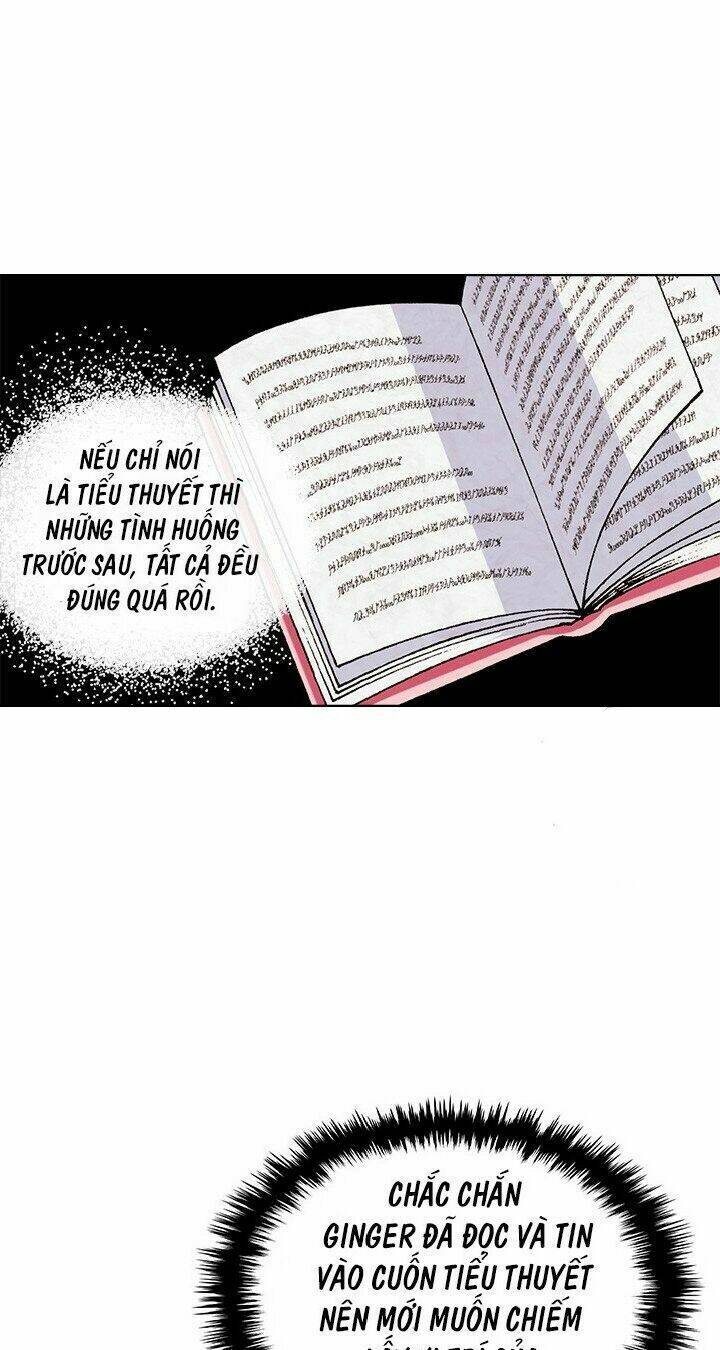 NẾU CHỈ NÓI
LÀ TIỂU THUYẾT THÌ
NHỮNG TÌNH HUỐNG
TRƯỚC SAU, TẤT CẢ ĐỀU
ĐÚNG QUÁ RỒI.
CHẮC CHẮN
GINGER ĐÃ ĐỌC VÀ TIN
VÀO CUỐN TIỂU THUYẾT
NÊN MỚI MUỐN CHIẾM